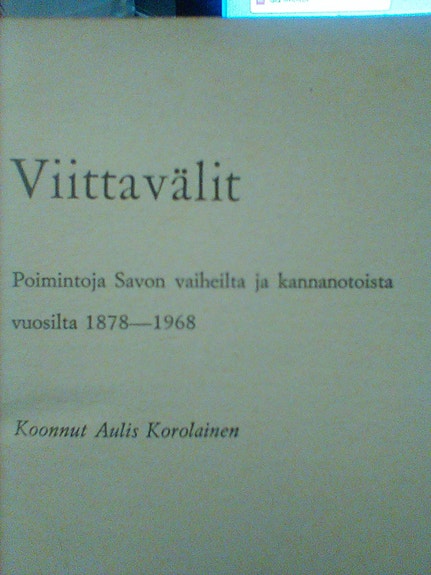 Viittavälit
Poimintoja Savon vaiheilta ja kannanotoista
vuosilta 1878—1968
Koonnut Aulis Korolainen